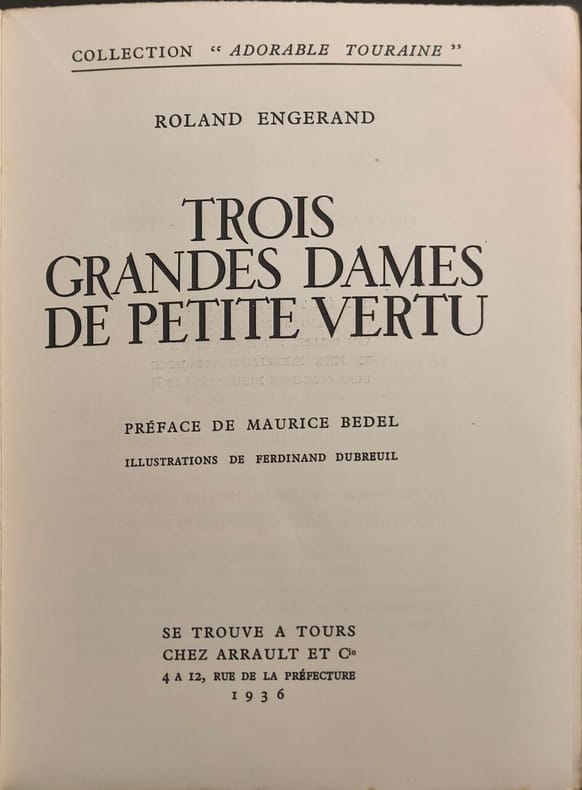 COLLECTION “ ADORABLE TOURAINE ”
ROLAND ENGERAND
TROIS
GRANDES DAMES
DE PETITE VERTU
PRÉFACE DE MAURICE BEDEL
ILLUSTRATIONS DE FERDINAND DUBREUIL
SE TROUVE A TOURS
CHEZ ARRAULT ET Cie
4 A 12, RUE DE LA PRÉFECTURE
1936